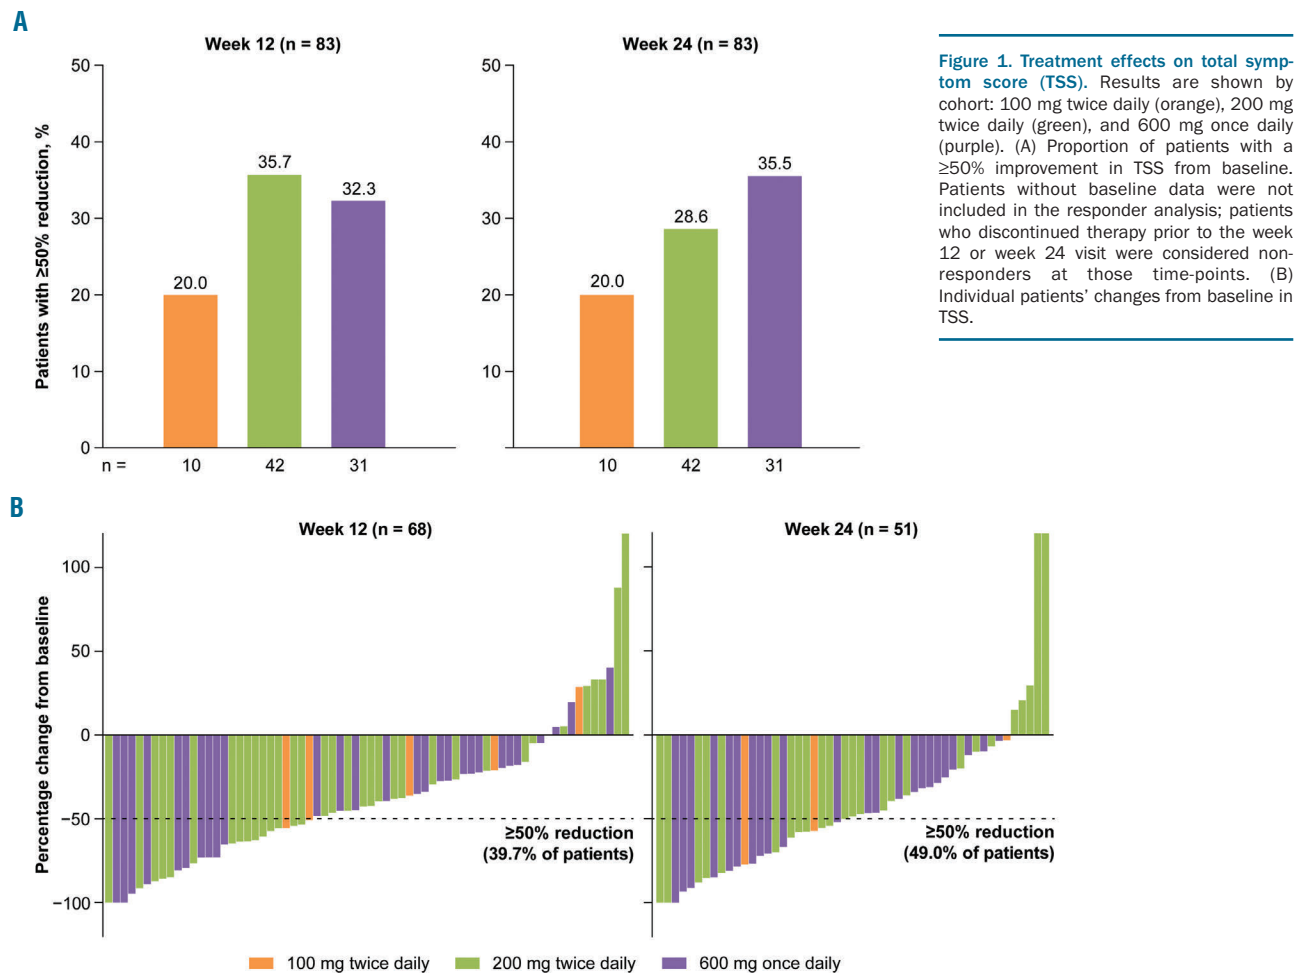 A
Week 12 (n = 83)
Week 24 (n = 83)
Patients with ≥50% reduction, %
50
40
30
20
10
0
20.0
35.7
32.3
n =
10
42
31
50
40
30
20
10
20.0
28.6
35.5
10
42
31
Figure 1. Treatment effects on total symp-
tom score (TSS). Results are shown by
cohort: 100 mg twice daily (orange), 200 mg
twice daily (green), and 600 mg once daily
(purple). (A) Proportion of patients with a
≥50% improvement in TSS from baseline.
Patients without baseline data were not
included in the responder analysis; patients
who discontinued therapy prior to the week
12 or week 24 visit were considered non-
responders at those time-points. (B)
Individual patients' changes from baseline in
TSS.
B
Week 12 (n = 68)
Week 24 (n = 51)
Percentage change from baseline
100
50
0
−50
−100
≥50% reduction
(39.7% of patients)
≥50% reduction
(49.0% of patients)
100 mg twice daily
200 mg twice daily
600 mg once daily